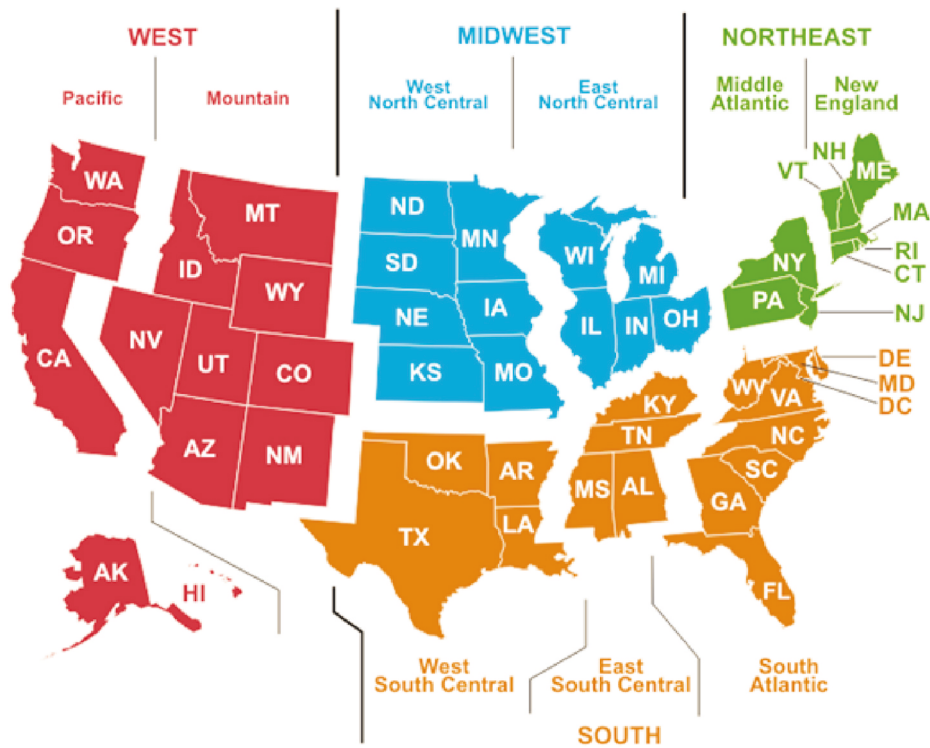 WEST
MIDWEST
NORTHEAST
Pacific
Mountain
West
North Central
East
North Central
Middle
Atlantic
New
England
WA
OR
CA
NV
ID
MT
WY
UT
CO
AZ
NM
AK
HI
ND
SD
NE
KS
MN
IA
MO
WI
MI
IL
IN
OH
NH
VT
ME
MA
RI
CT
NY
PA
NJ
DE
MD
DC
WV
VA
KY
TN
NC
SC
GA
FL
MS
AL
OK
AR
TX
LA
West
South Central
East
South Central
South
Atlantic
SOUTH